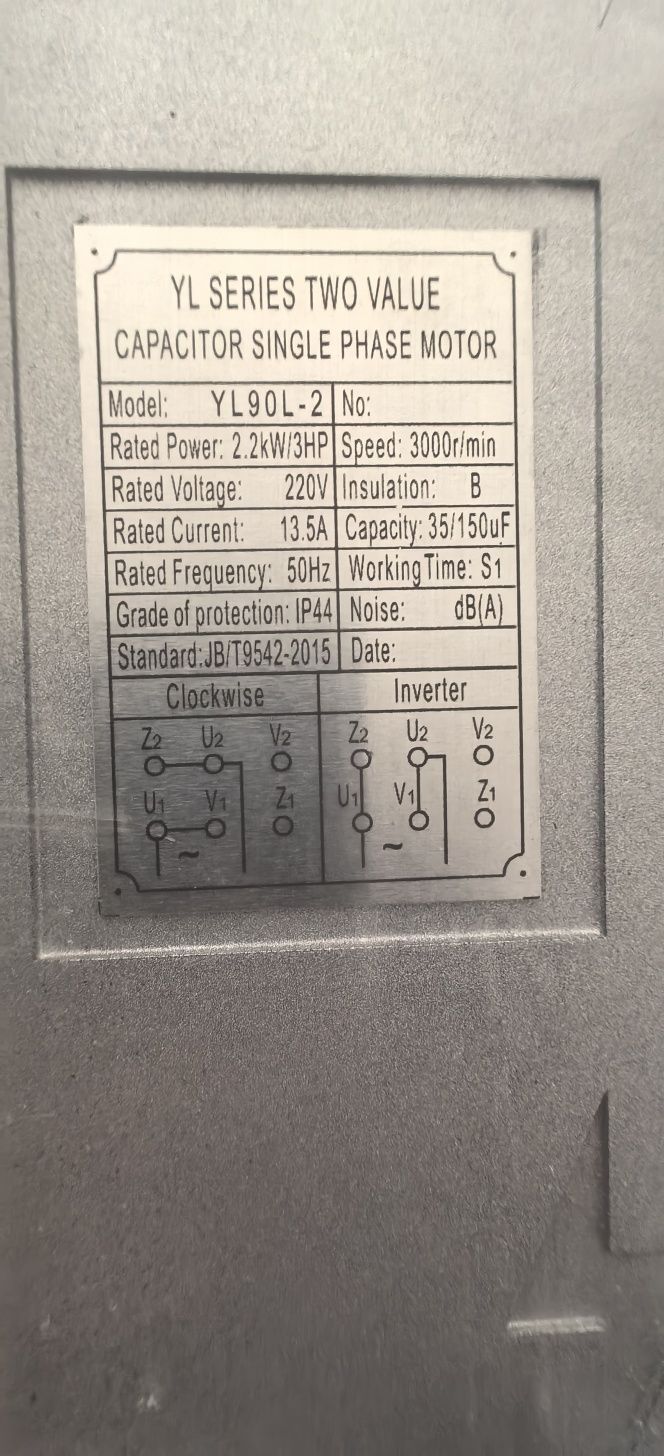 YL SERIES TWO VALUE
CAPACITOR SINGLE PHASE MOTOR
Model: YL90L-2 No:
Rated Power: 2.2kW/3HP Speed: 3000r/min
Rated Voltage: 220V Insulation: B
Rated Current: 13.5A Capacity: 35/150uF
Rated Frequency: 50Hz Working Time: S1
Grade of protection: IP44 Noise: dB(A)
Standard:JB/T9542-2015 Date:
Clockwise Inverter
Z2 U2 V2 Z2 U2 V2
U1 V1 Z1 U1 V1 Z1
~ ~